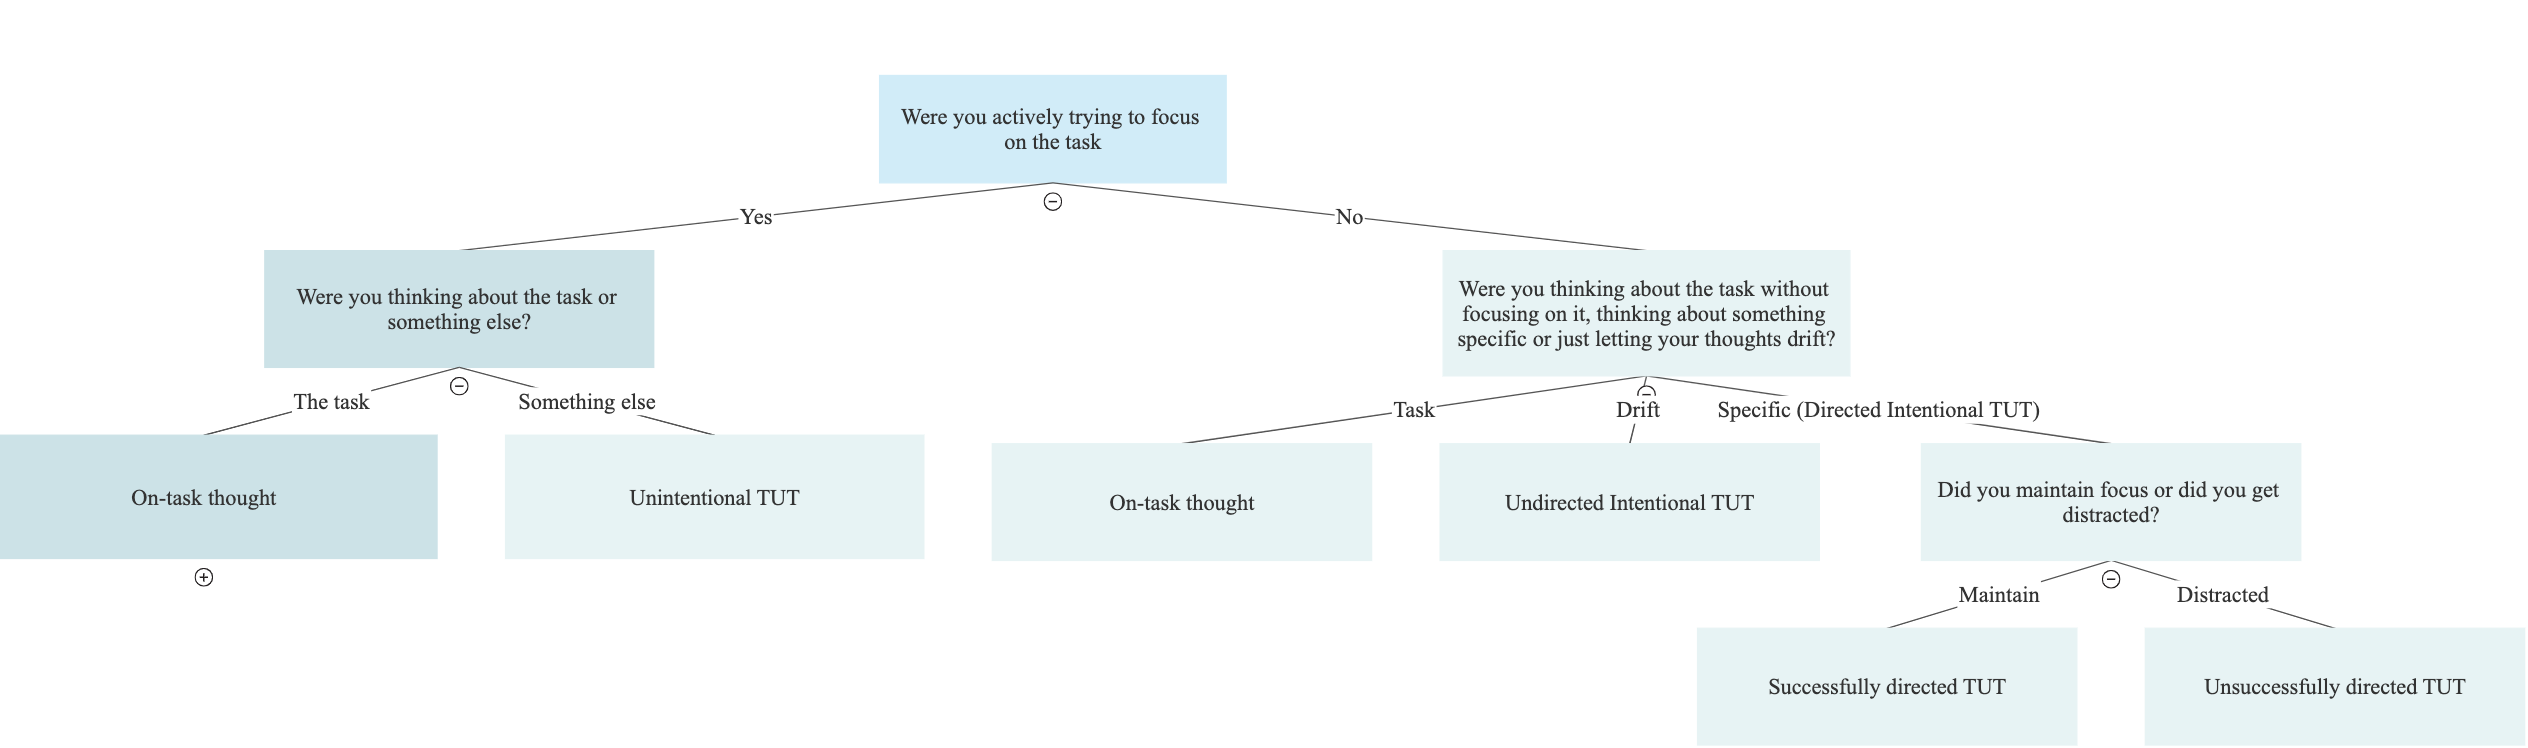 Were you actively trying to focus
on the task
Yes
No
Were you thinking about the task or
something else?
Were you thinking about the task without
focusing on it, thinking about something
specific or just letting your thoughts drift?
The task
Something else
Task
Drift
Specific (Directed Intentional TUT)
On-task thought
Unintentional TUT
On-task thought
Undirected Intentional TUT
Did you maintain focus or did you get
distracted?
Maintain
Distracted
Successfully directed TUT
Unsuccessfully directed TUT